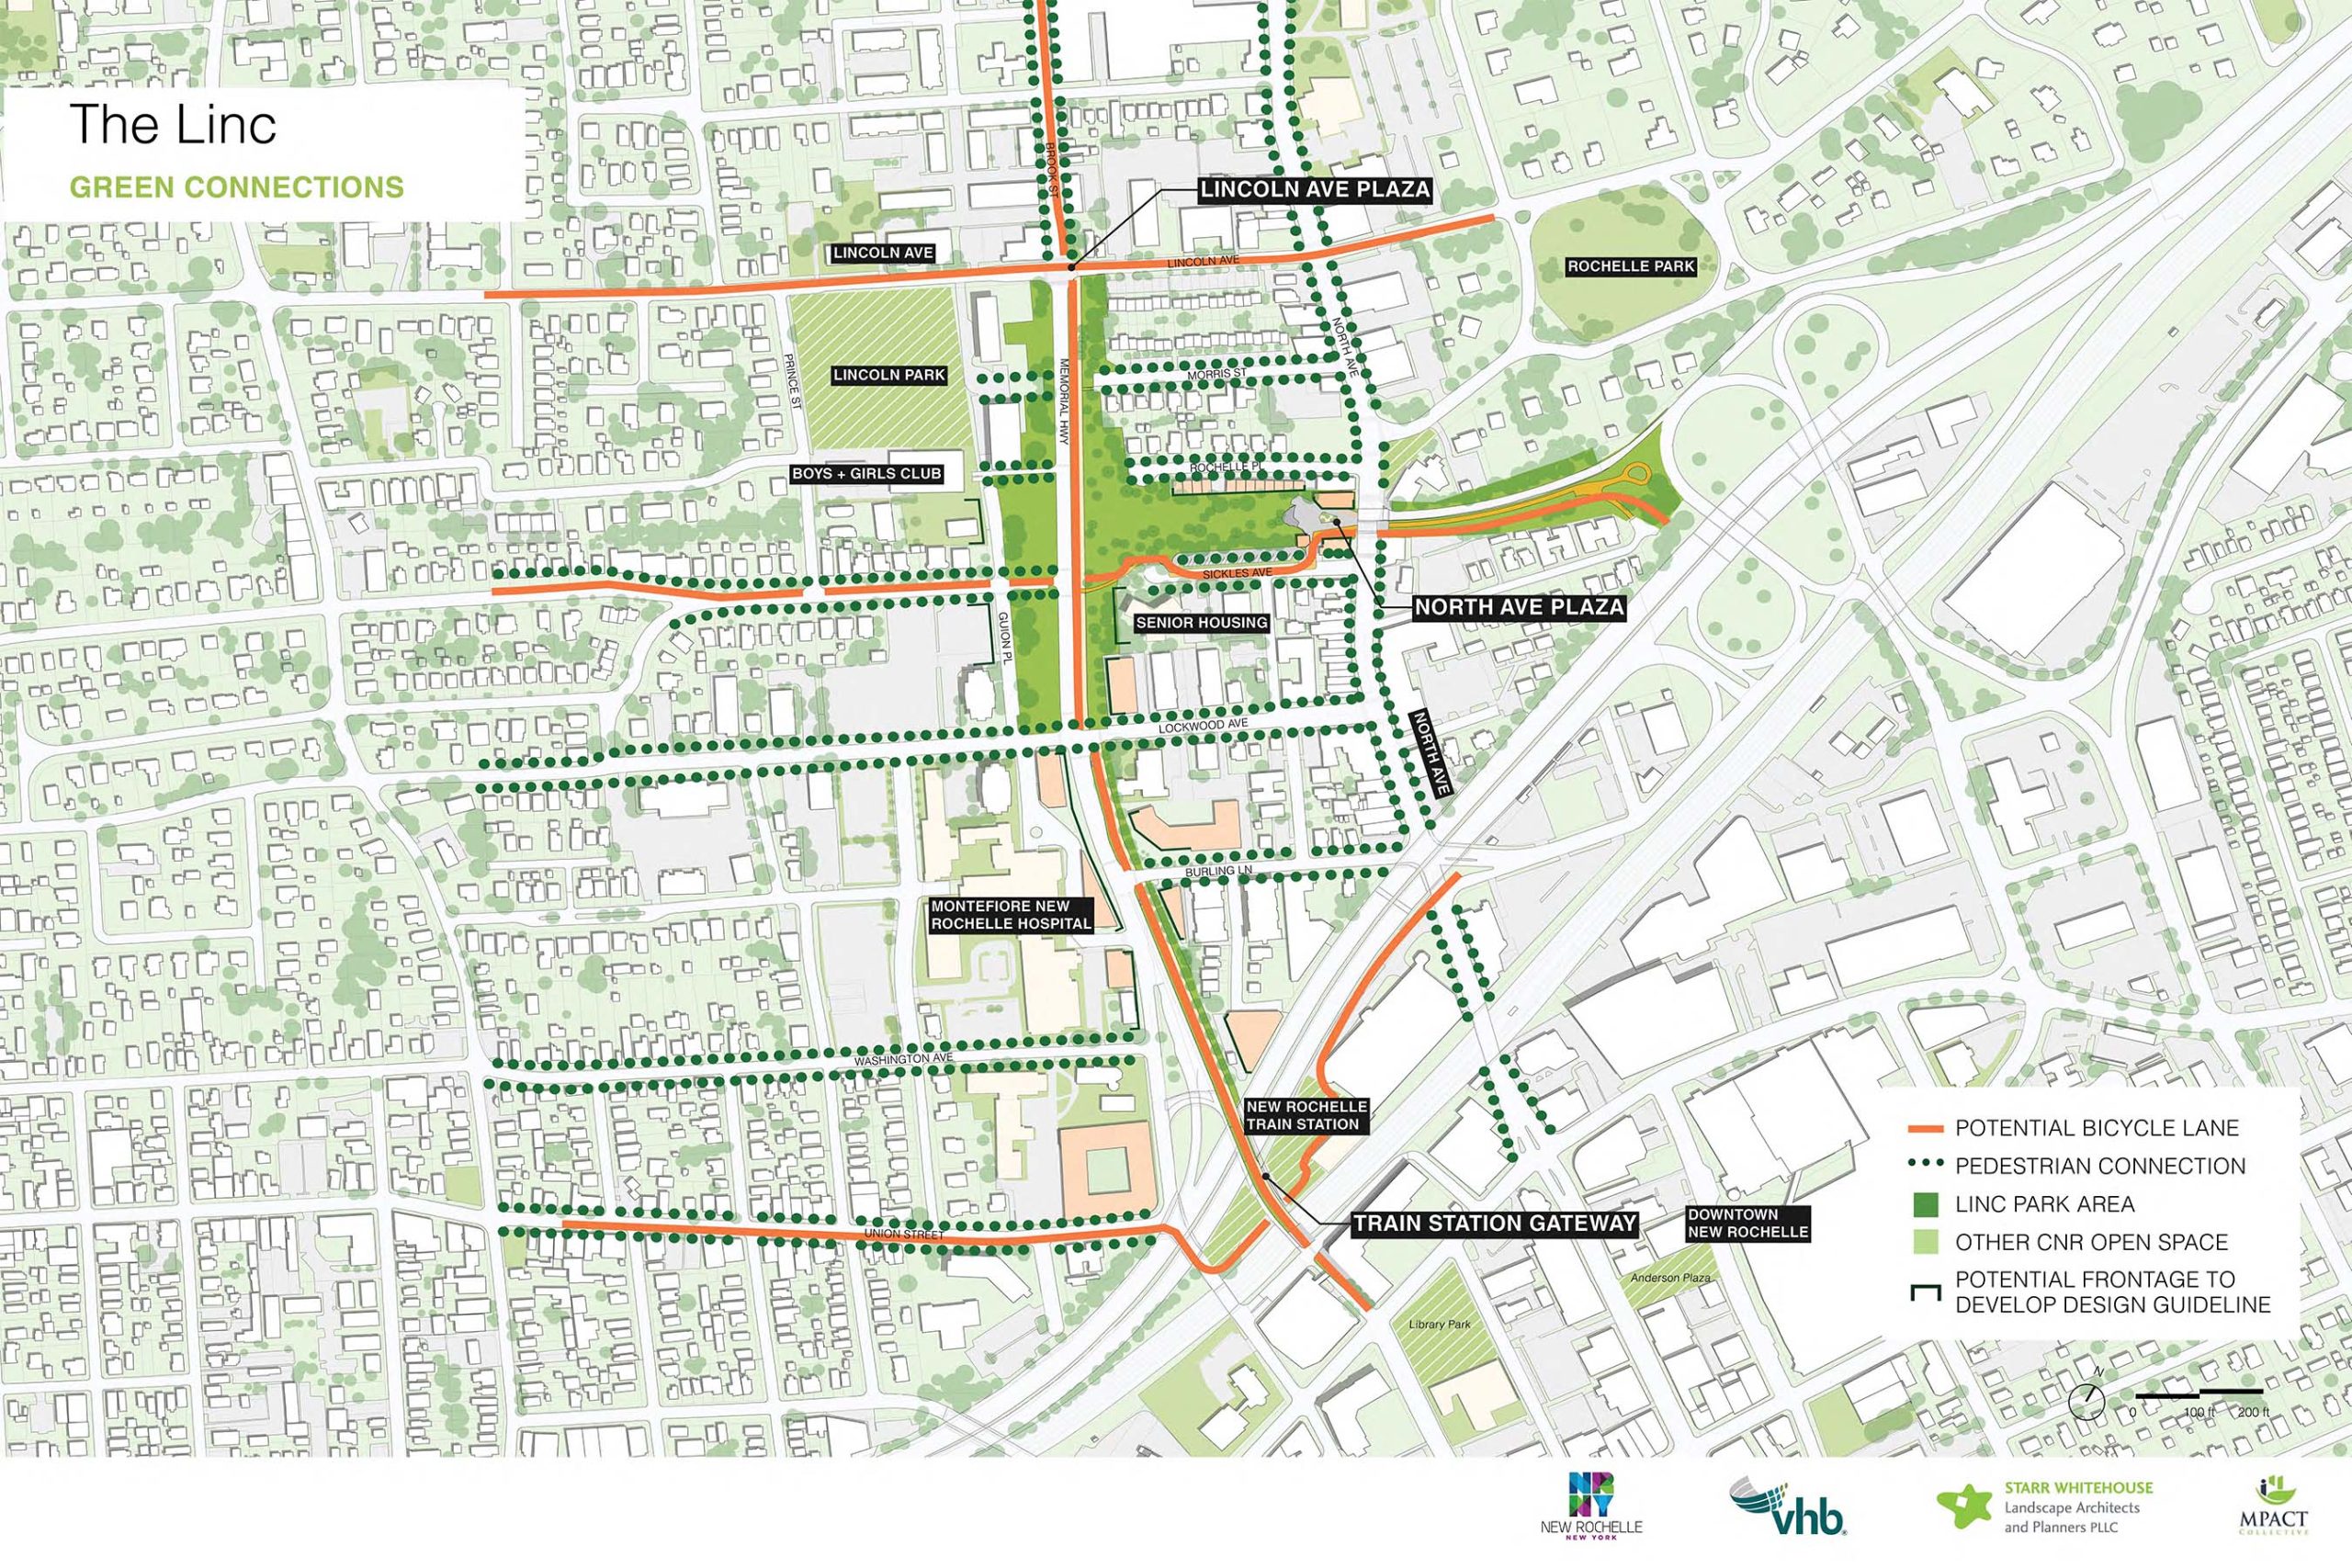 The Linc
GREEN CONNECTIONS
BROOK ST
LINCOLN AVE PLAZA
LINCOLN AVE
LINCOLN AVE
ROCHELLE PARK
LINCOLN PARK
PRINCE ST
MEMORIAL HWY
MORRIS ST
NORTH AVE
BOYS + GIRLS CLUB
ROCHELLE PL
SICKLES AVE
NORTH AVE PLAZA
SENIOR HOUSING
GUION PL
LOCKWOOD AVE
NORTH AVE
BURLING LN
MONTEFIORE NEW
ROCHELLE HOSPITAL
WASHINGTON AVE
NEW ROCHELLE
TRAIN STATION
UNION STREET
TRAIN STATION GATEWAY
DOWNTOWN
NEW ROCHELLE
Anderson Plaza
Library Park
POTENTIAL BICYCLE LANE
PEDESTRIAN CONNECTION
LINC PARK AREA
OTHER CNR OPEN SPACE
POTENTIAL FRONTAGE TO
DEVELOP DESIGN GUIDELINE
N
0 100 ft 200 ft
NR
NY
NEW ROCHELLE
NEW YORK
vhb
STARR WHITEHOUSE
Landscape Architects
and Planners PLLC
MPACT
COLLECTIVE